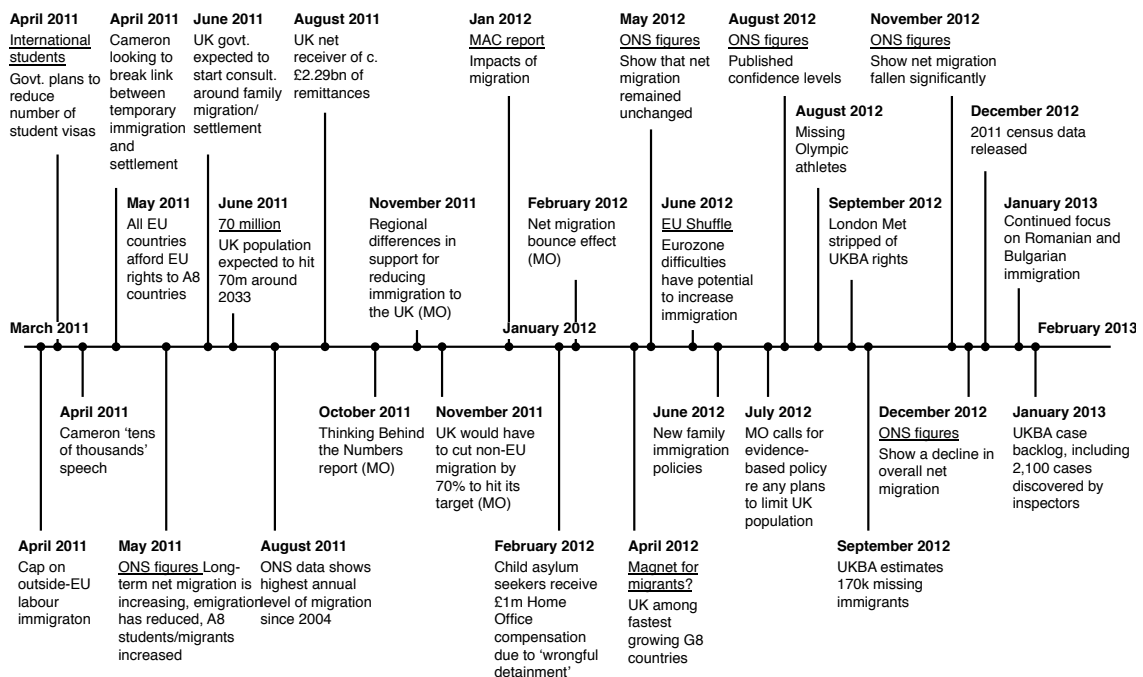 April 2011
International
students
Govt. plans to
reduce
number of
student visas
April 2011
Cameron
looking to
break link
between
temporary
immigration
and
settlement
June 2011
UK govt.
expected to
start consult.
around family
migration/
settlement
August 2011
UK net
receiver of c.
£2.29bn of
remittances
Jan 2012
MAC report
Impacts of
migration
May 2012
ONS figures
Show that net
migration
remained
unchanged
August 2012
ONS figures
Published
confidence levels
November 2012
ONS figures
Show net migration
fallen significantly
August 2012
Missing
Olympic
athletes
December 2012
2011 census data
released
May 2011
All EU
countries
afford EU
rights to A8
countries
June 2011
70 million
UK population
expected to hit
70m around
2033
November 2011
Regional
differences in
support for
reducing
immigration to
the UK (MO)
February 2012
Net migration
bounce effect
(MO)
June 2012
EU Shuffle
Eurozone
difficulties
have potential
to increase
immigration
September 2012
London Met
stripped of
UKBA rights
January 2013
Continued focus
on Romanian and
Bulgarian
immigration
March 2011
January 2012
February 2013
April 2011
Cameron ‘tens
of thousands’
speech
October 2011
Thinking Behind
the Numbers
report (MO)
November 2011
UK would have
to cut non-EU
migration by
70% to hit its
target (MO)
June 2012
New family
immigration
policies
July 2012
MO calls for
evidence-
based policy
re any plans
to limit UK
population
December 2012
ONS figures
Show a decline in
overall net
migration
January 2013
UKBA case
backlog, including
2,100 cases
discovered by
inspectors
April 2011
Cap on
outside-EU
labour
immigraton
May 2011
ONS figures Long-
term net migration is
increasing, emigration
has reduced, A8
students/migrants
increased
August 2011
ONS data shows
highest annual
level of migration
since 2004
February 2012
Child asylum
seekers receive
£1m Home
Office
compensation
due to ‘wrongful
detainment’
April 2012
Magnet for
migrants?
UK among
fastest
growing G8
countries
September 2012
UKBA estimates
170k missing
immigrants